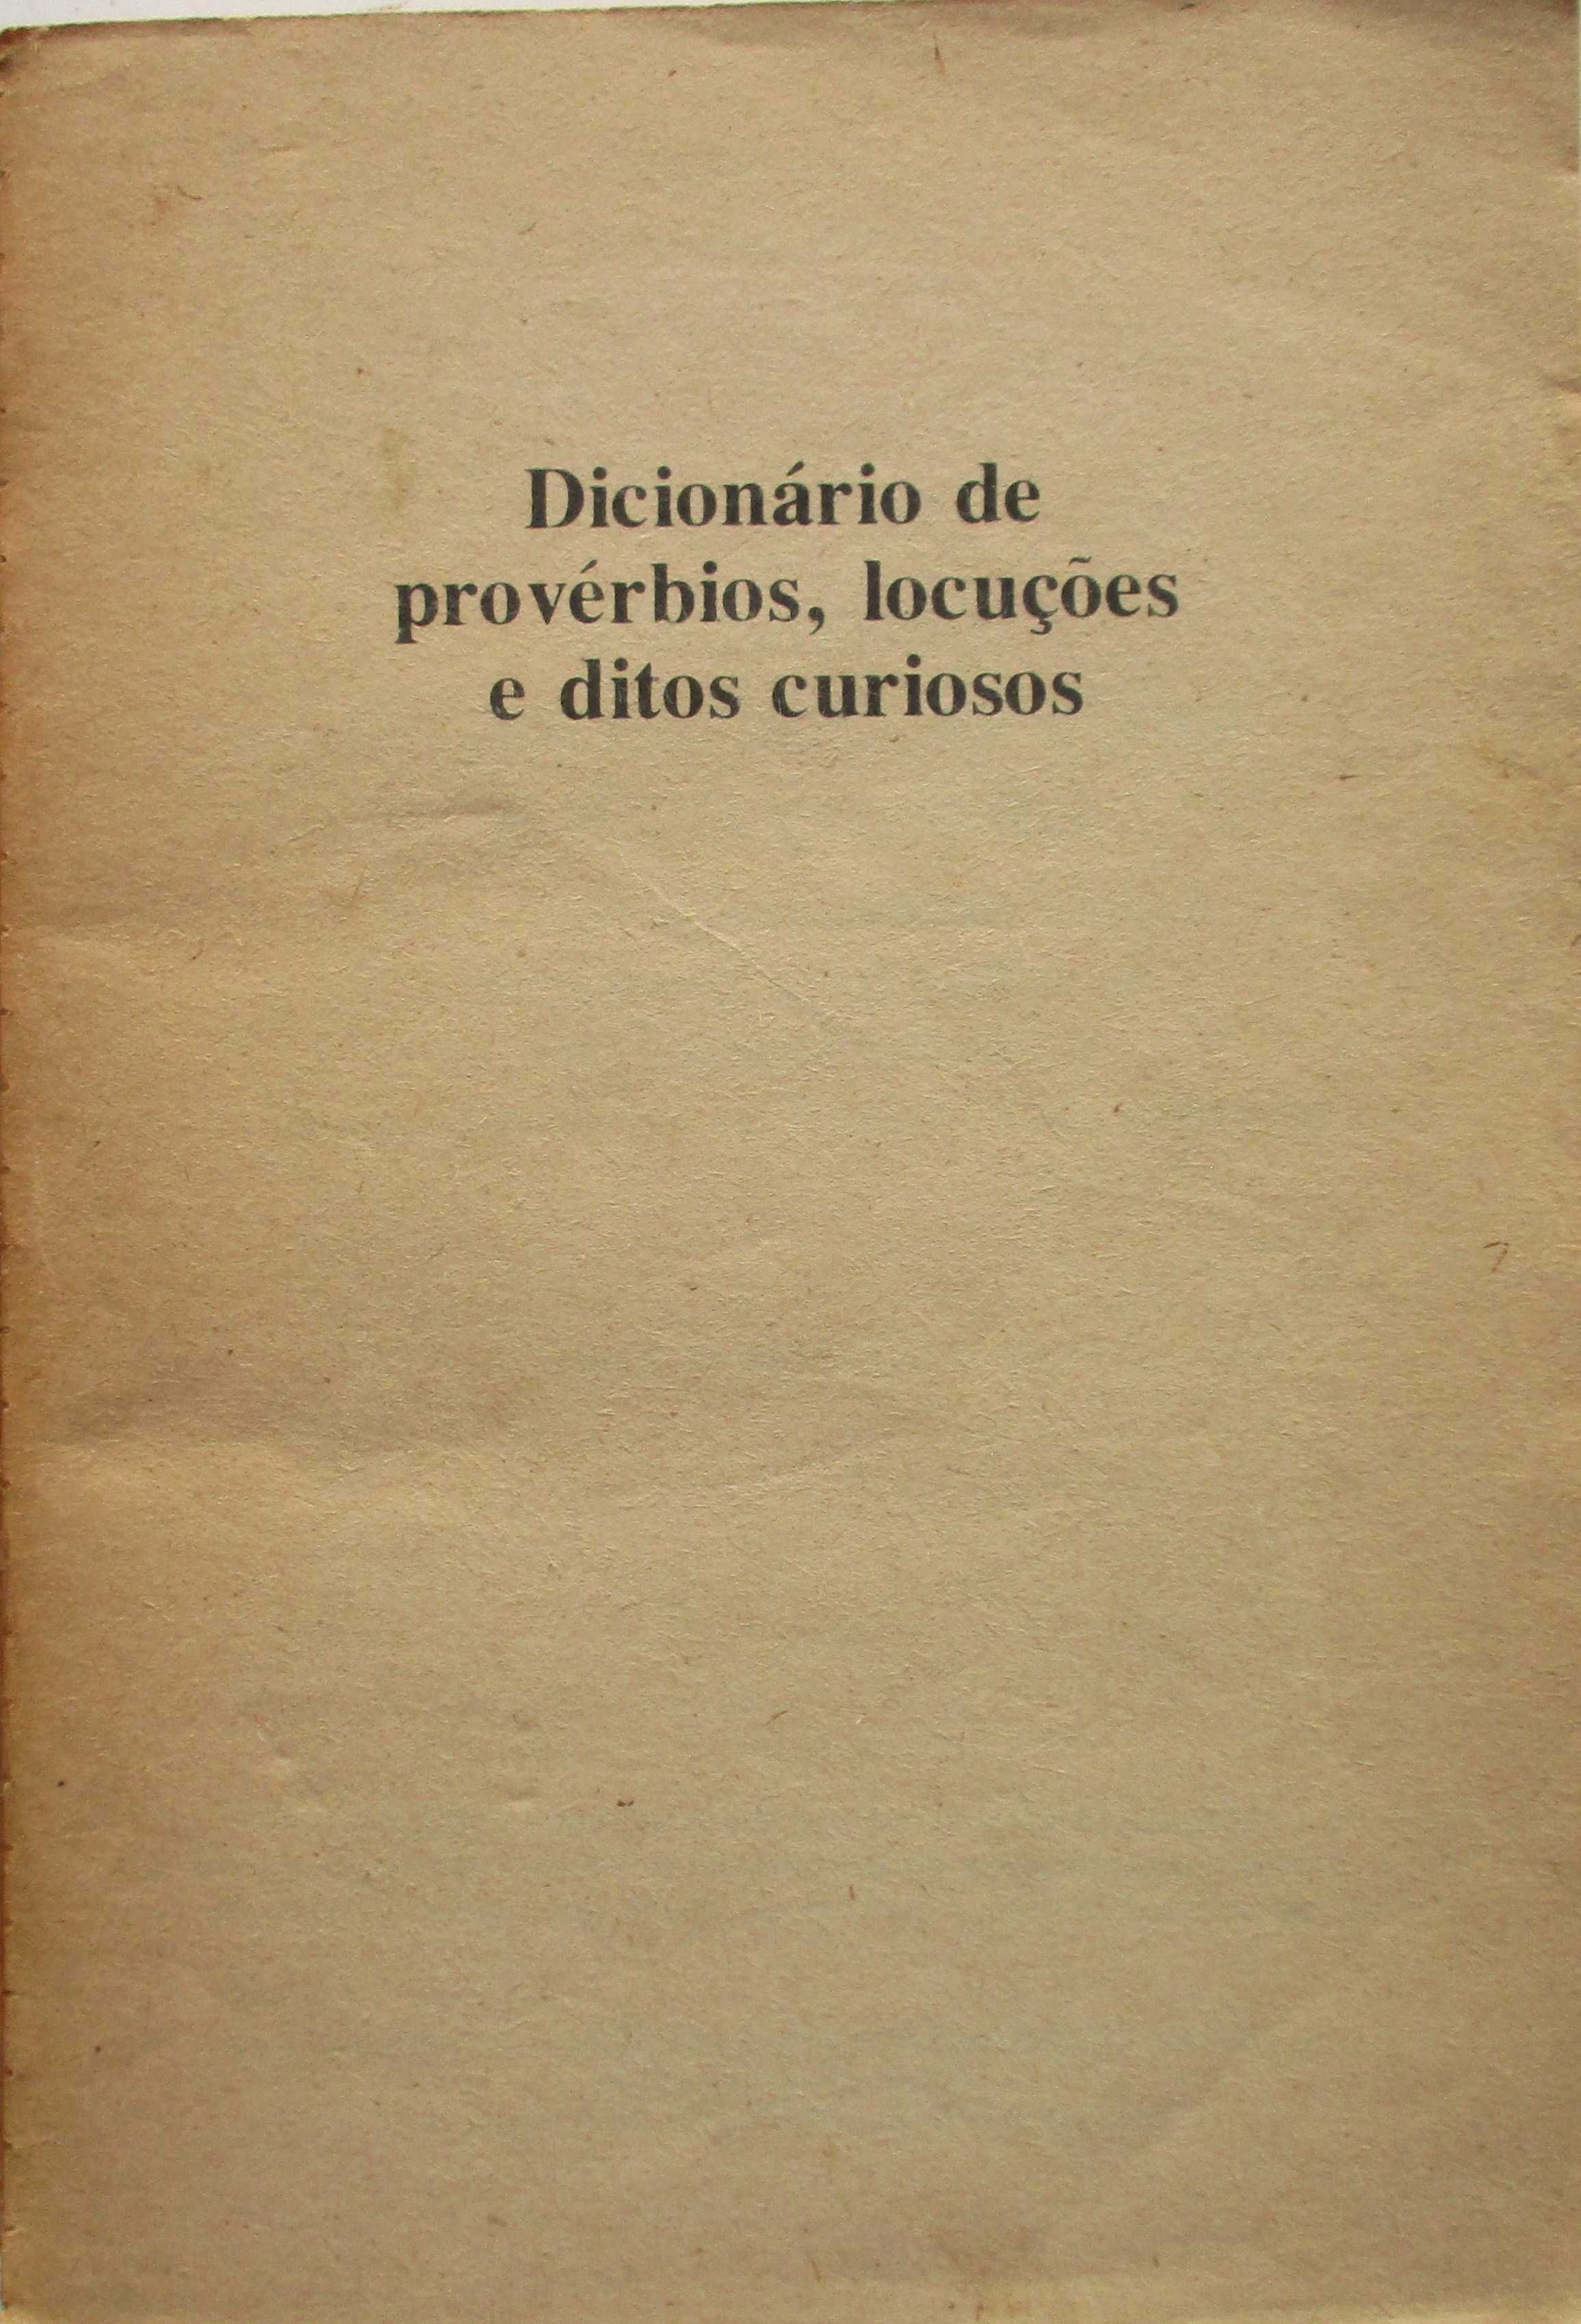 Dicionário de
provérbios, locuções
e ditos curiosos